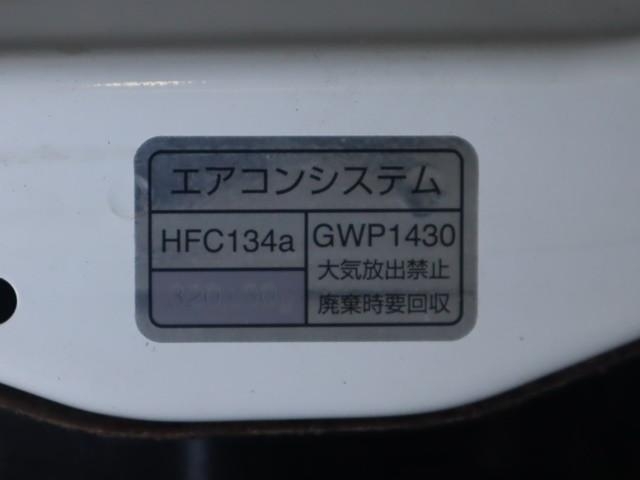 エアコンシステム
HFC134a
GWP1430
大気放出禁止
廃棄時要回収